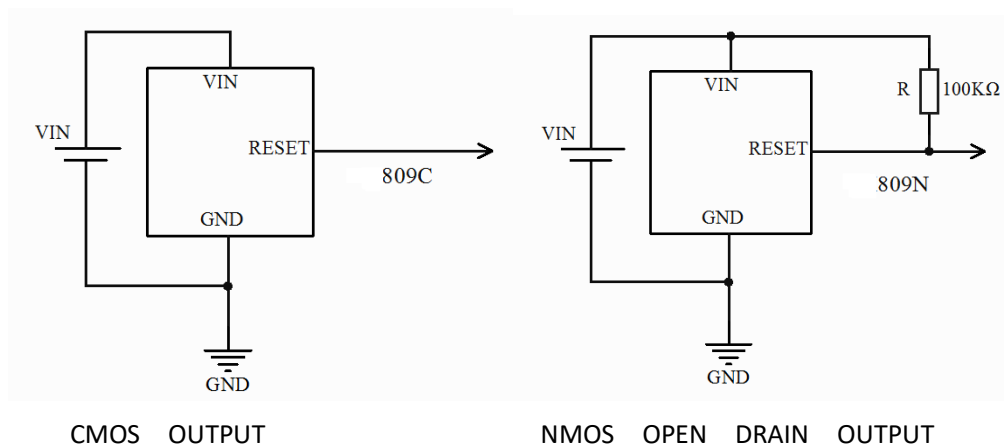 VIN
VIN
RESET
809C
GND
GND
CMOS OUTPUT
VIN
VIN
R 100KΩ
RESET
809N
GND
GND
NMOS OPEN DRAIN OUTPUT